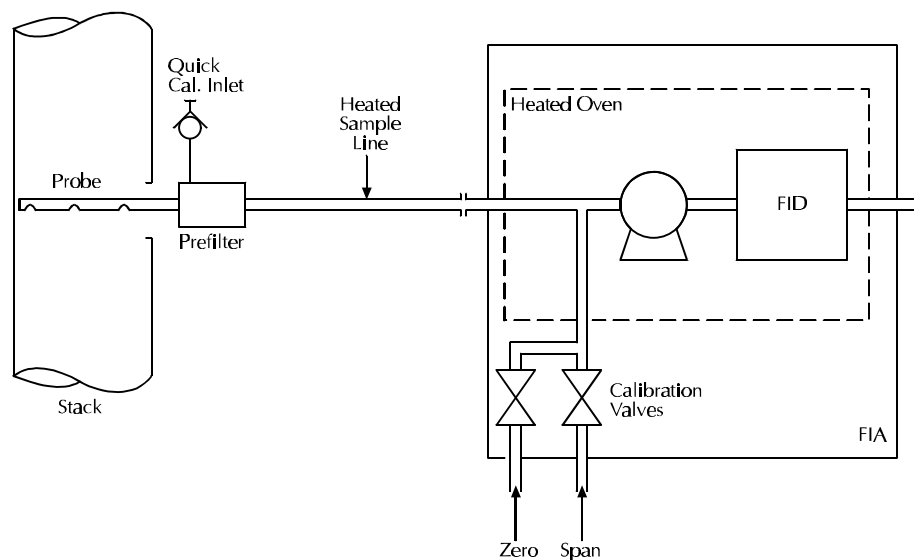 Quick
Cal. Inlet
Heated
Sample
Line
Heated Oven
Probe
FID
Prefilter
Stack
Calibration
Valves
FIA
Zero
Span